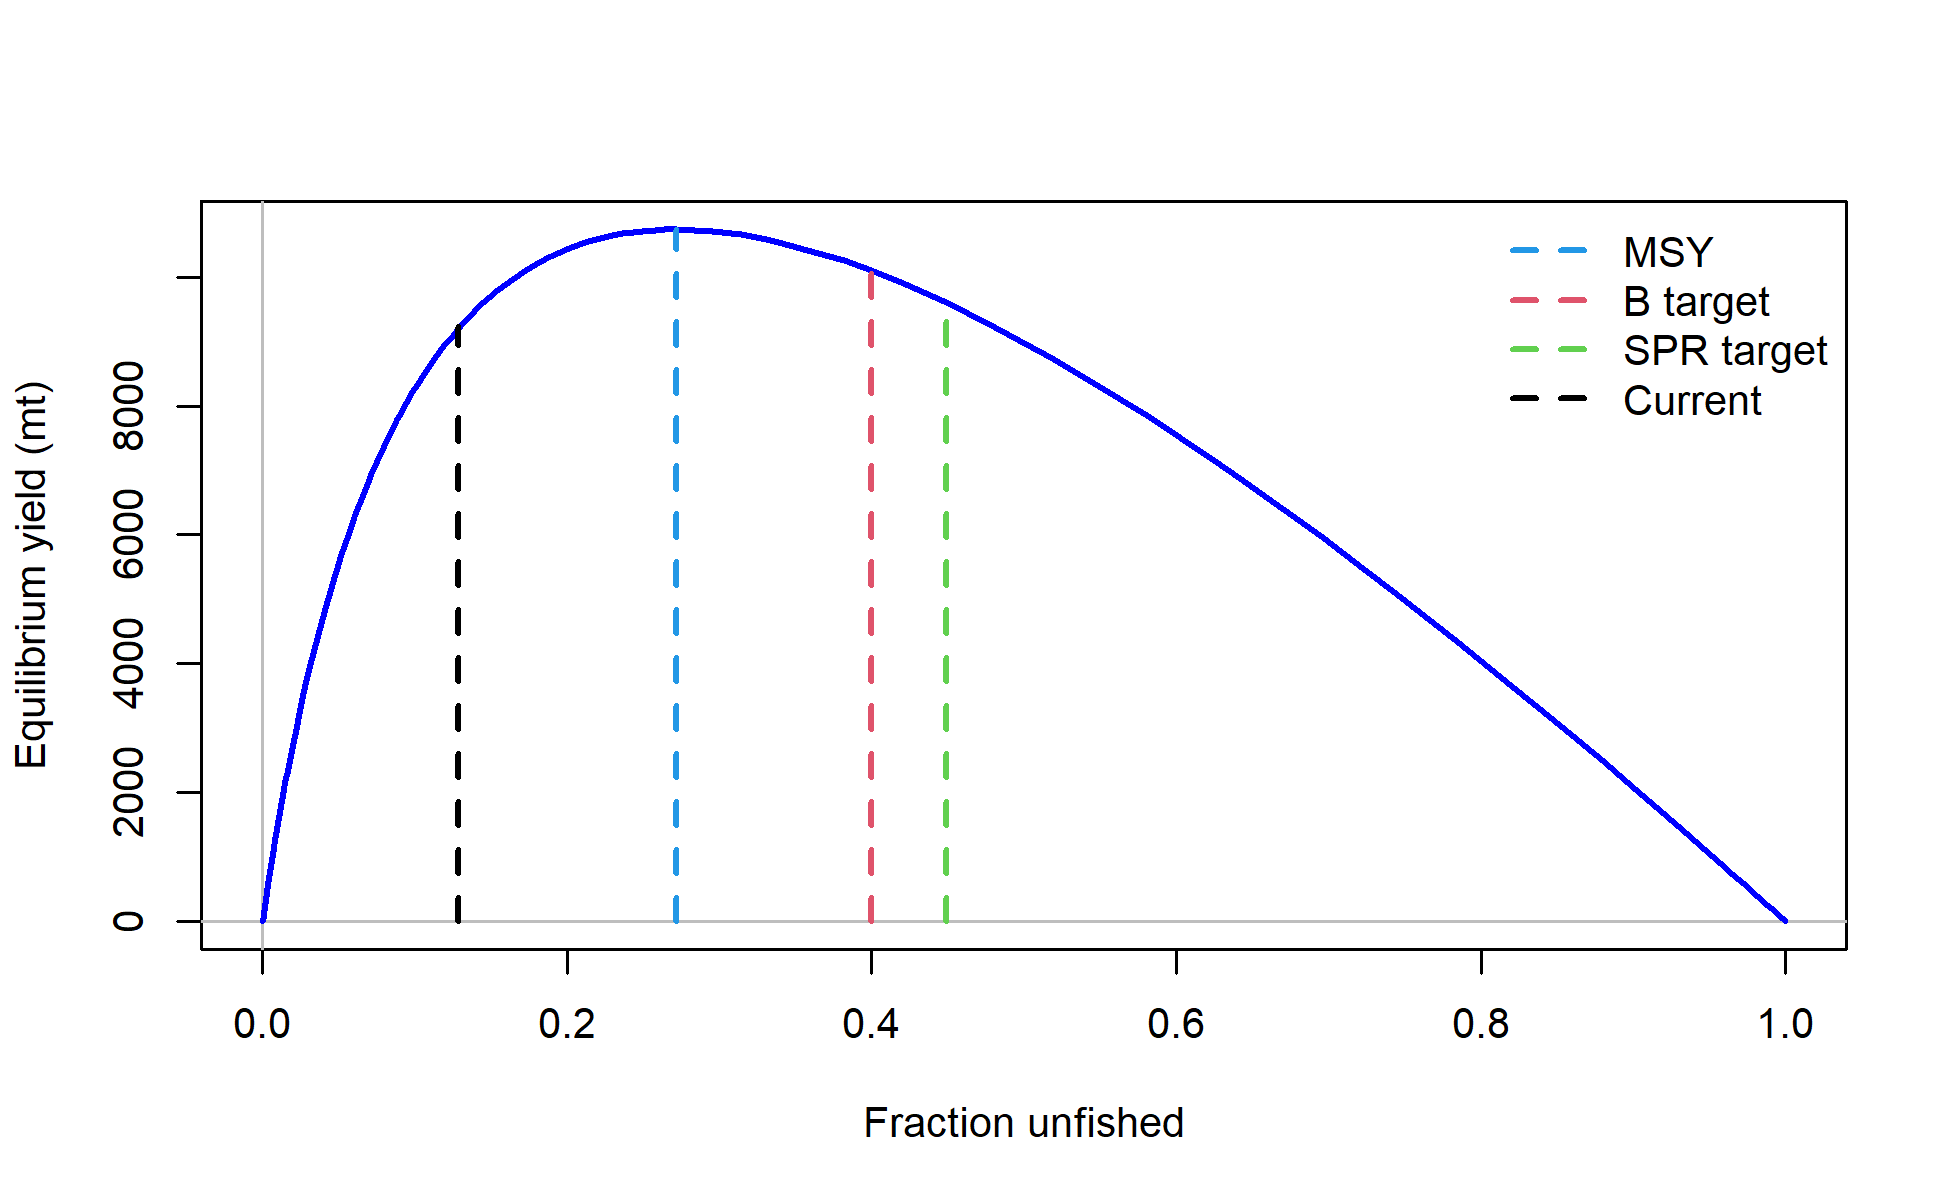 MSY
B target
SPR target
Current
Equilibrium yield (mt)
8000
6000
4000
2000
0
0.0 0.2 0.4 0.6 0.8 1.0
Fraction unfished